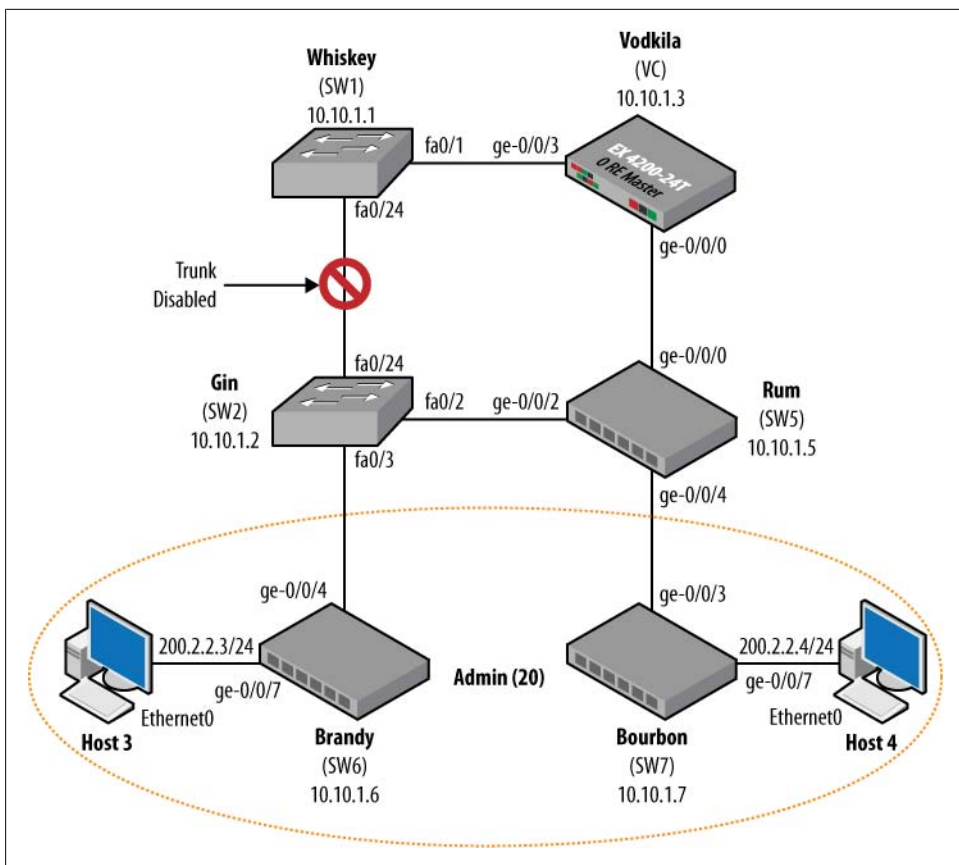 Whiskey
(SW1)
10.10.1.1
Vodkila
(VC)
10.10.1.3
fa0/1
ge-0/0/3
EX 4200-24T
0 RE Master
fa0/24
ge-0/0/0
Trunk
Disabled
fa0/24
ge-0/0/0
Gin
(SW2)
10.10.1.2
fa0/2
ge-0/0/2
Rum
(SW5)
10.10.1.5
fa0/3
ge-0/0/4
ge-0/0/4
ge-0/0/3
200.2.2.3/24
ge-0/0/7
Ethernet0
Host 3
Admin (20)
200.2.2.4/24
ge-0/0/7
Ethernet0
Host 4
Brandy
(SW6)
10.10.1.6
Bourbon
(SW7)
10.10.1.7